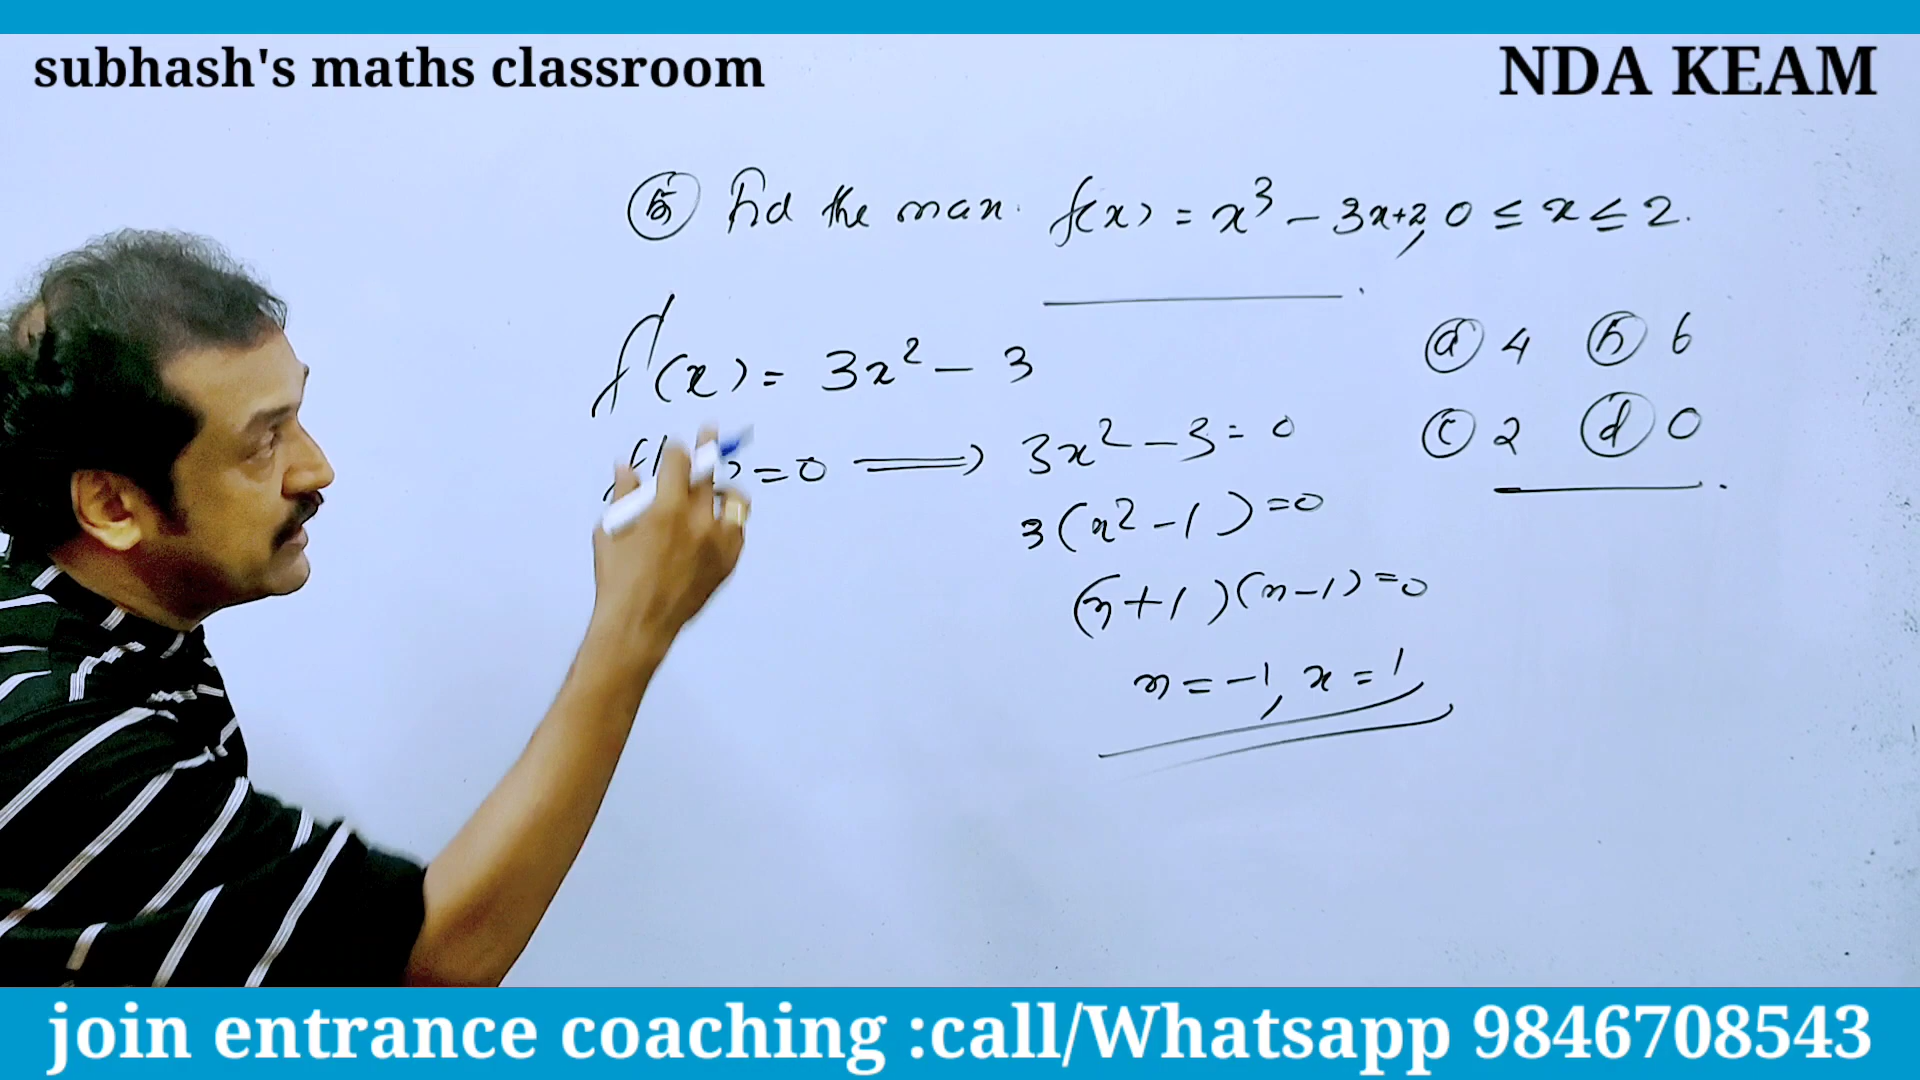 subhash's maths classroom
NDA KEAM
5 find the max. f(x) = x³ - 3x+2, 0 ≤ x ≤ 2.
f'(x) = 3x² - 3
(a) 4 (b) 6
=0 ⟹ 3x² - 3 = 0
(c) 2 (d) 0
3(x² - 1) = 0
(x+1)(x-1) = 0
x = -1, x = 1
join entrance coaching :call/Whatsapp 9846708543